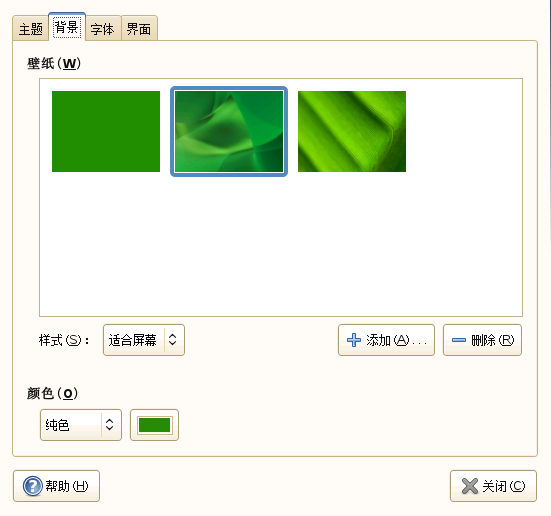 主题 背景 字体 界面
壁纸(W)
样式(S)： 适合屏幕 添加(A)... 删除(R)
颜色(O)
纯色
帮助(H) 关闭(C)